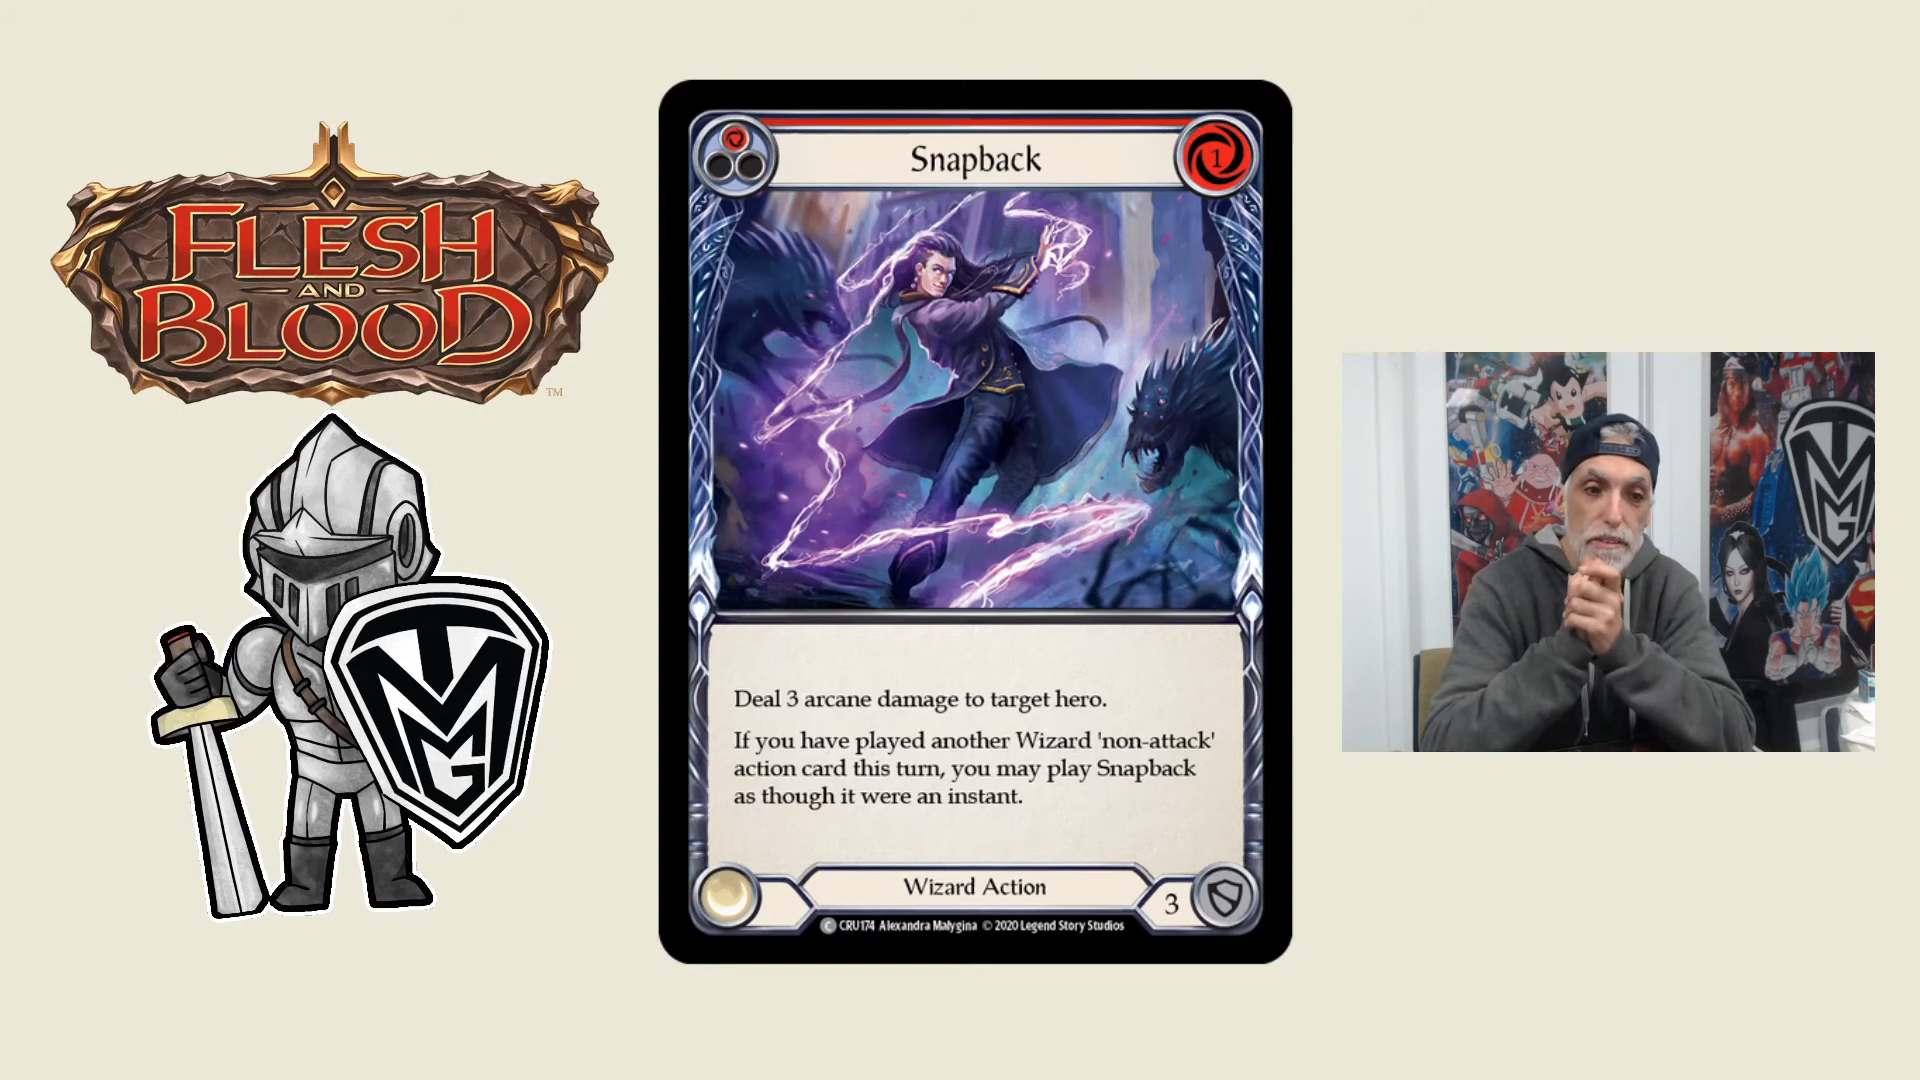 FLESH
AND
BLOOD
TM
Snapback
1
Deal 3 arcane damage to target hero.
If you have played another Wizard 'non-attack'
action card this turn, you may play Snapback
as though it were an instant.
Wizard Action
3
C CRU174 Alexandra Malygina © 2020 Legend Story Studios
TMG
TMG